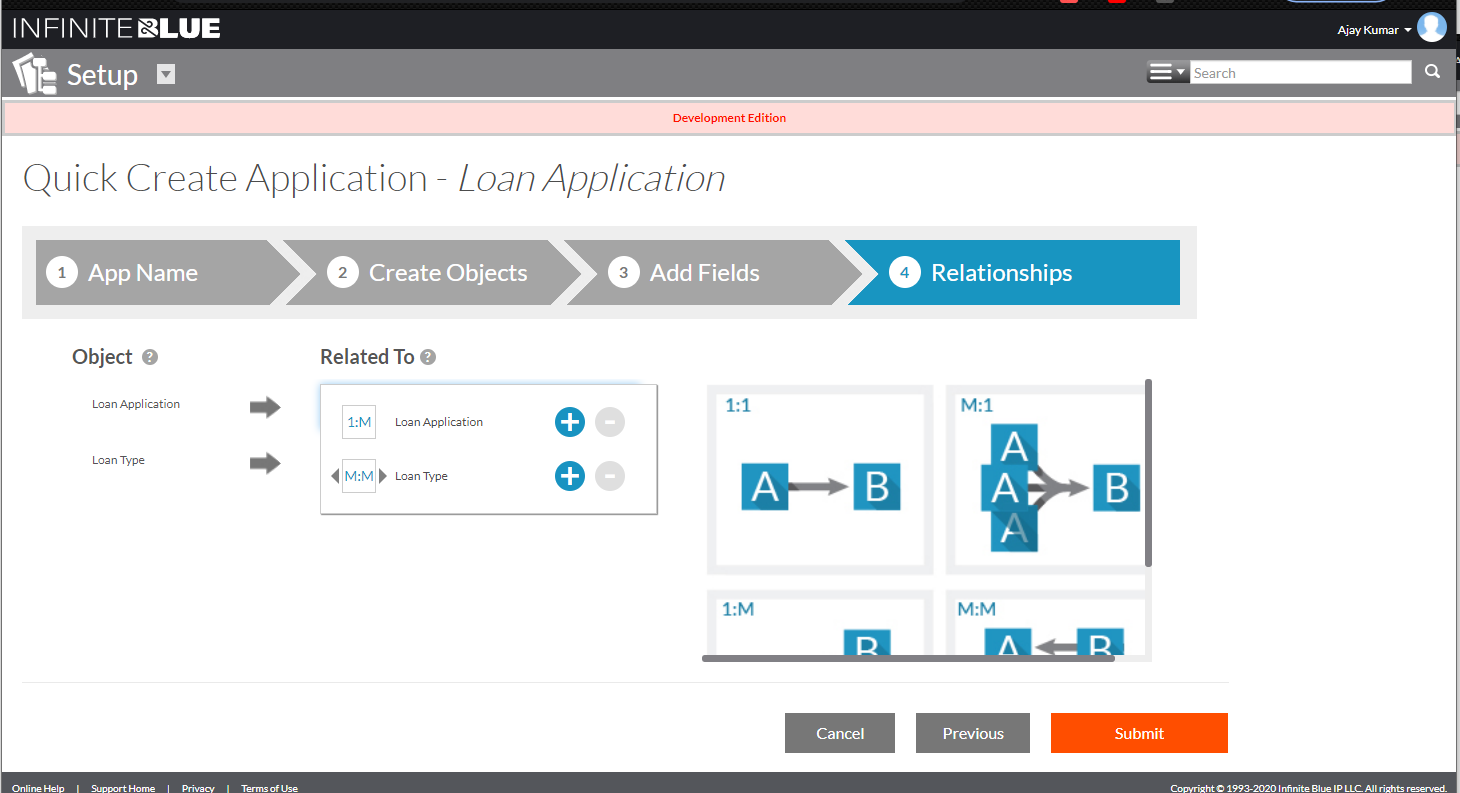 INFINITE BLUE
Ajay Kumar
Setup
Search
Development Edition
Quick Create Application - Loan Application
1 App Name
2 Create Objects
3 Add Fields
4 Relationships
Object ?
Related To ?
Loan Application
Loan Type
1:M Loan Application + -
M:M Loan Type + -
1:1
A B
M:1
A
A B
A
1:M
B
M:M
A B
Cancel Previous Submit
Online Help | Support Home | Privacy | Terms of Use
Copyright © 1993-2020 Infinite Blue IP LLC. All rights reserved.